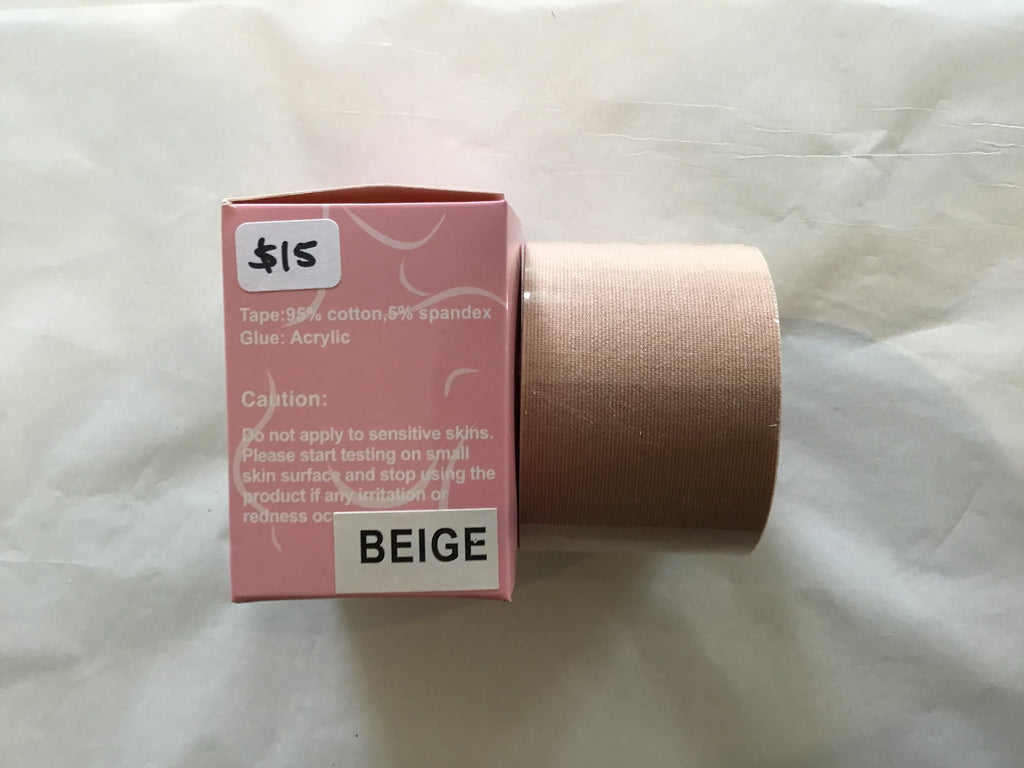 $15
Tape:95% cotton,5% spandex
Glue: Acrylic
Caution:
Do not apply to sensitive skins.
Please start testing on small
skin surface and stop using the
product if any irritation or
redness
BEIGE